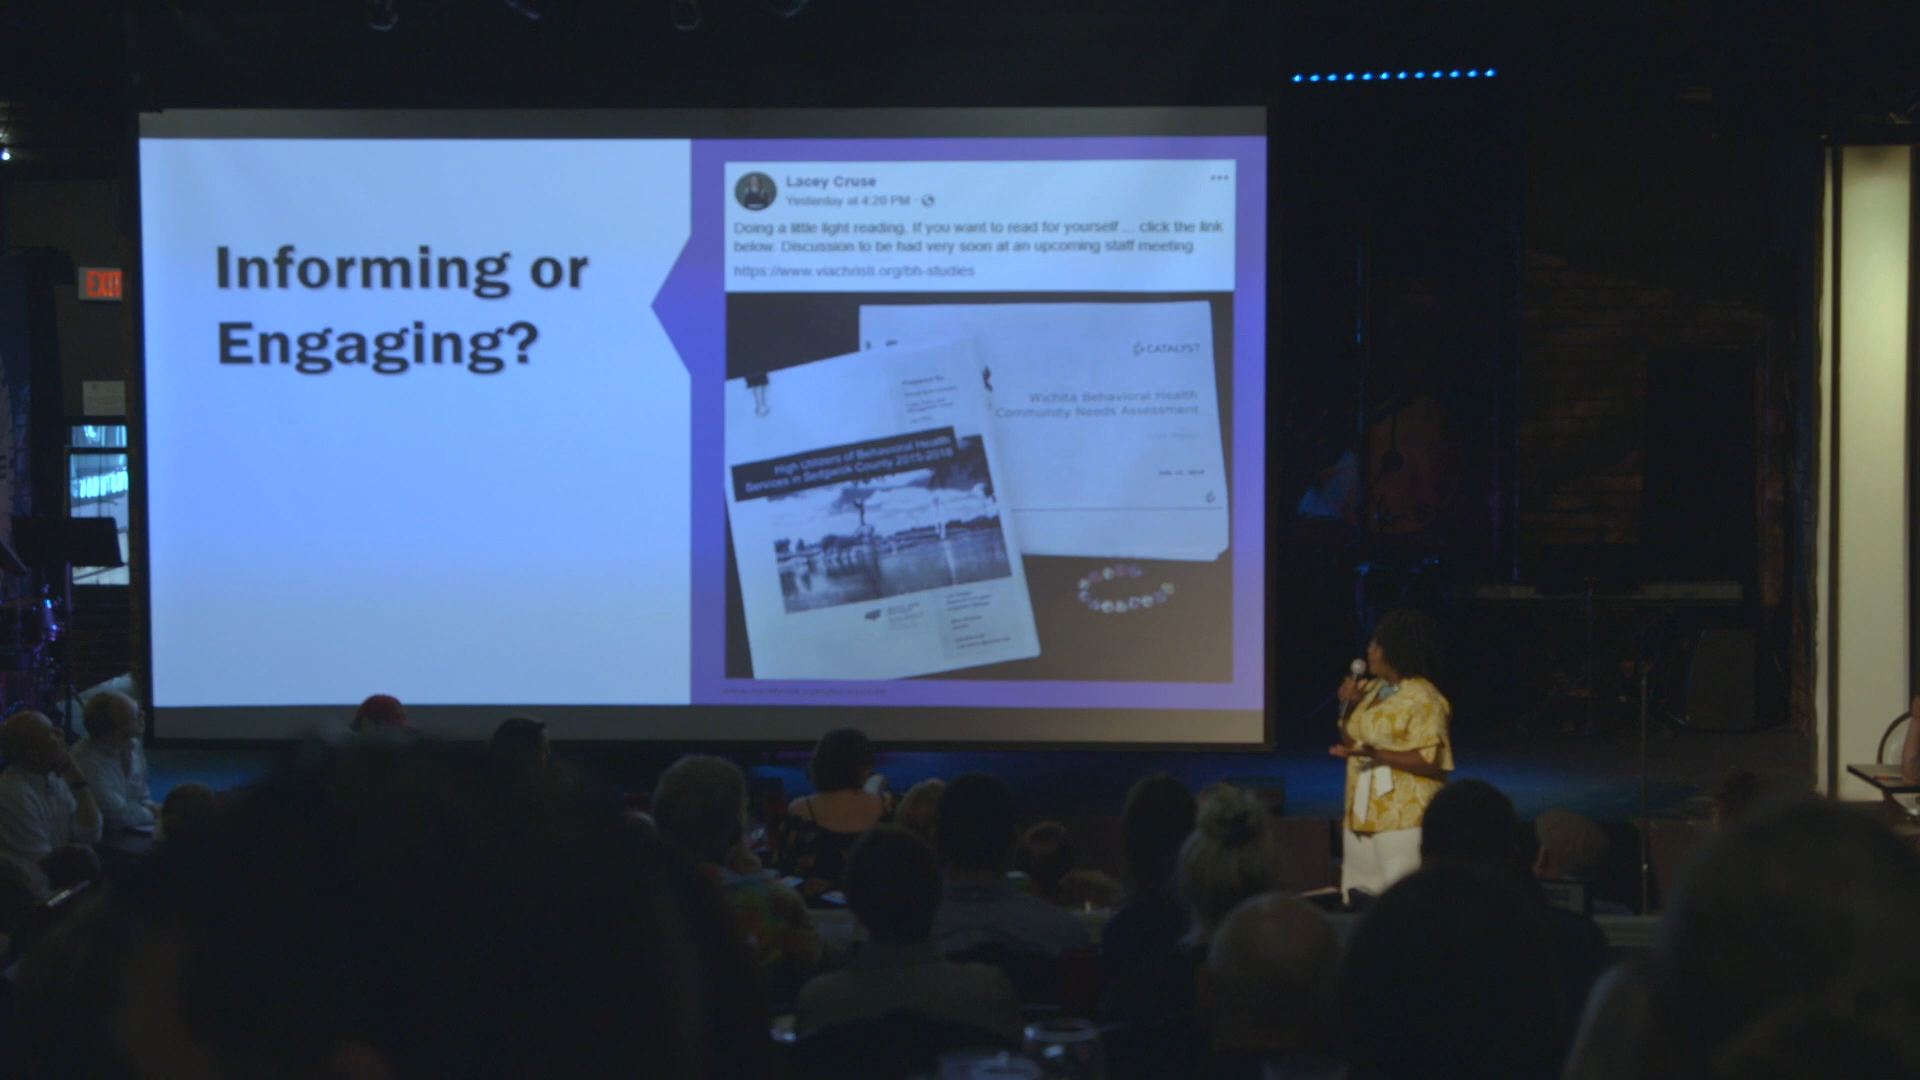 EXIT
Informing or
Engaging?
Lacey Cruse
Yesterday at 4:20 PM ·
Doing a little light reading. If you want to read for yourself ... click the link
below. Discussion to be had very soon at an upcoming staff meeting.
https://www.viachristi.org/bh-studies
CATALYST
Wichita Behavioral Health
Community Needs Assessment
Prepared By
High Utilizers of Behavioral Health
Services in Sedgwick County 2015-2018